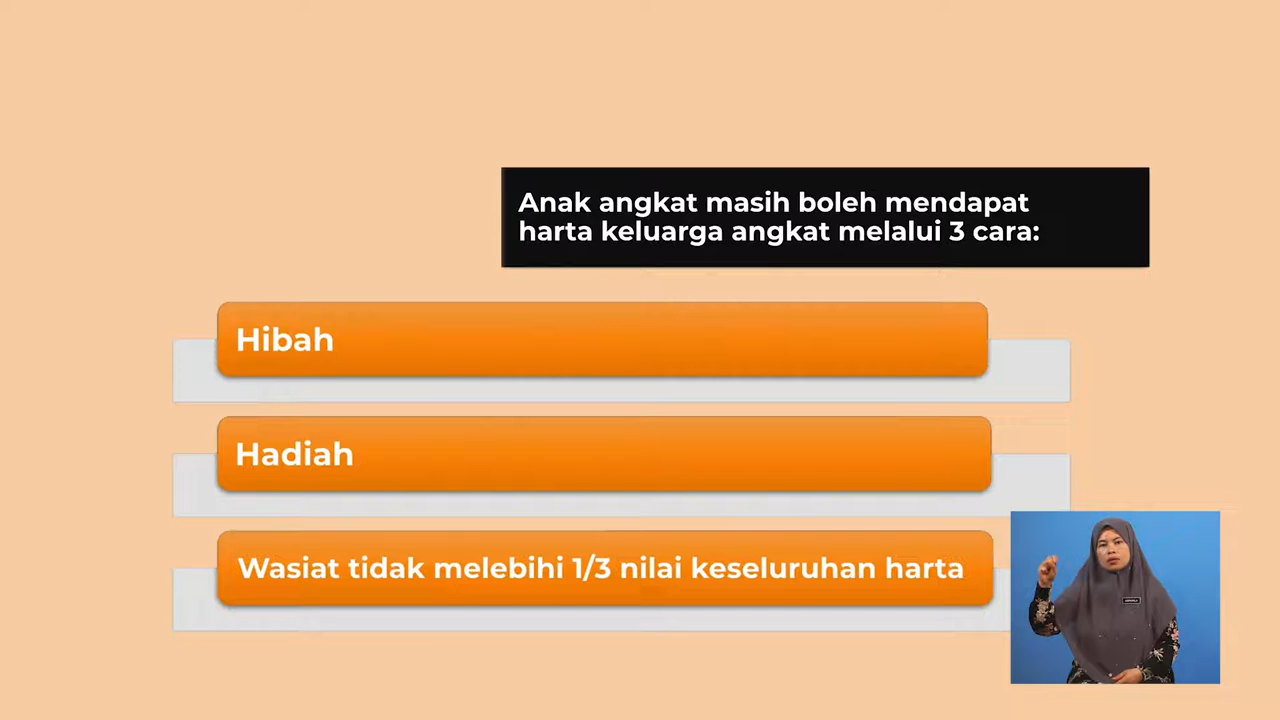 Anak angkat masih boleh mendapat
harta keluarga angkat melalui 3 cara:
Hibah
Hadiah
Wasiat tidak melebihi 1/3 nilai keseluruhan harta